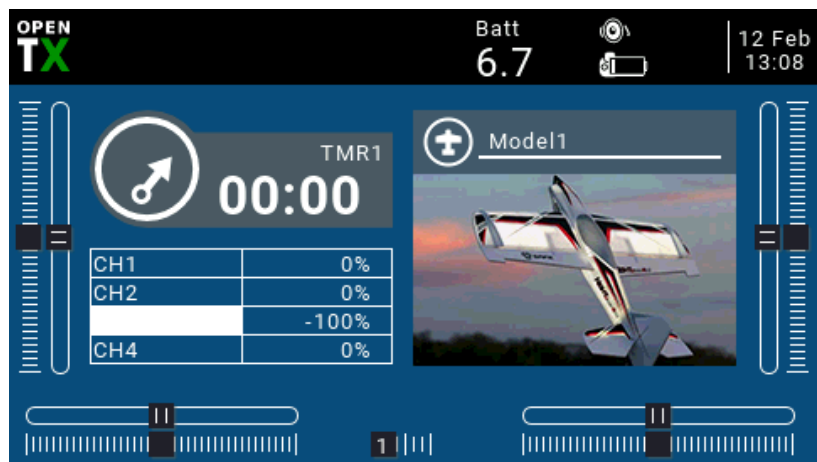 OPEN
TX
Batt
6.7
12 Feb
13:08
TMR1
00:00
Model1
CH1 0%
CH2 0%
-100%
CH4 0%
1